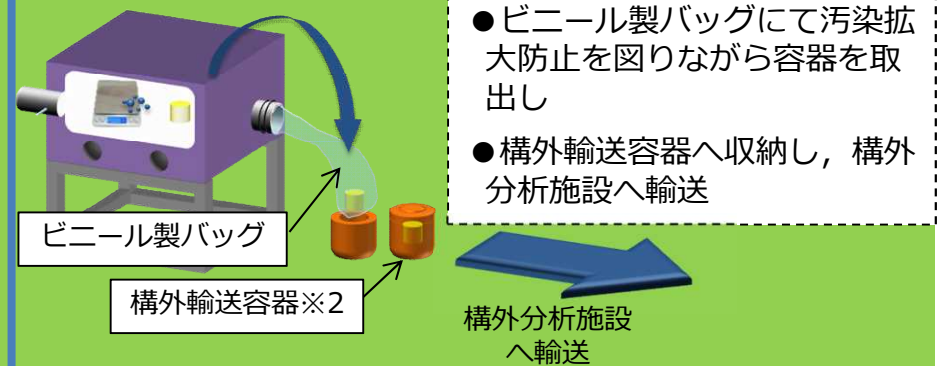 ●ビニール製バッグにて汚染拡
大防止を図りながら容器を取
出し
●構外輸送容器へ収納し，構外
分析施設へ輸送
ビニール製バッグ
構外輸送容器※2
構外分析施設
へ輸送